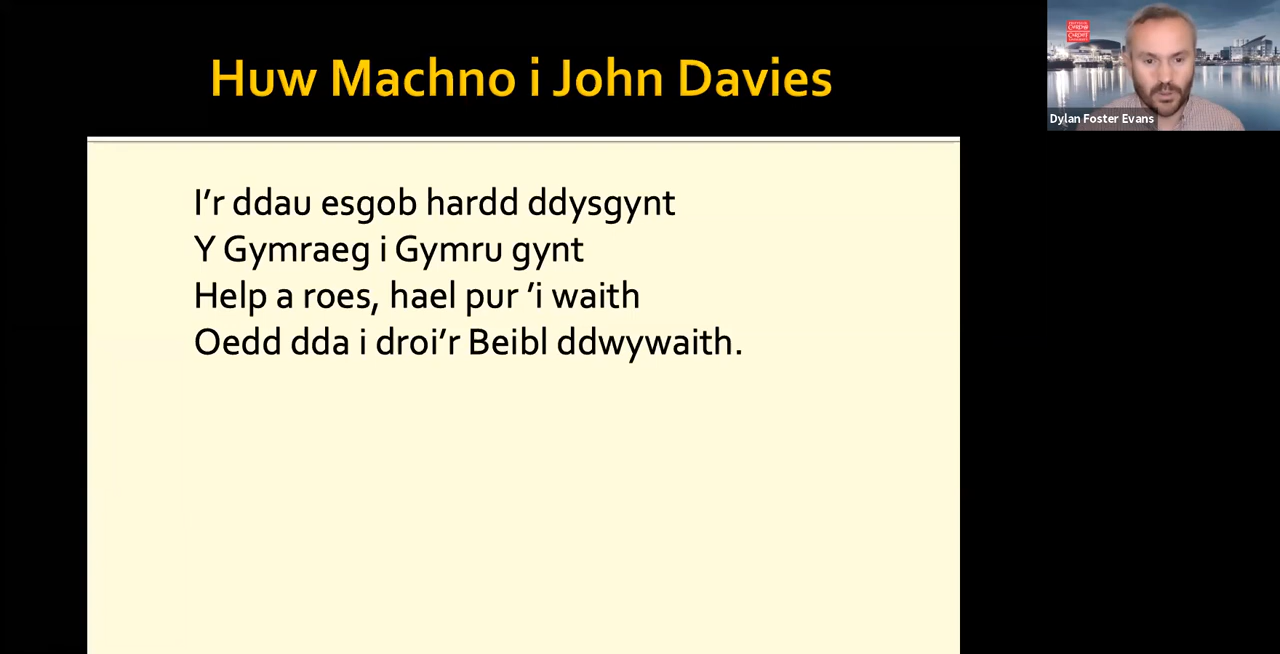 Huw Machno i John Davies
I’r ddau esgob hardd ddysgynt
Y Gymraeg i Gymru gynt
Help a roes, hael pur ’i waith
Oedd dda i droi’r Beibl ddwywaith.
Dylan Foster Evans